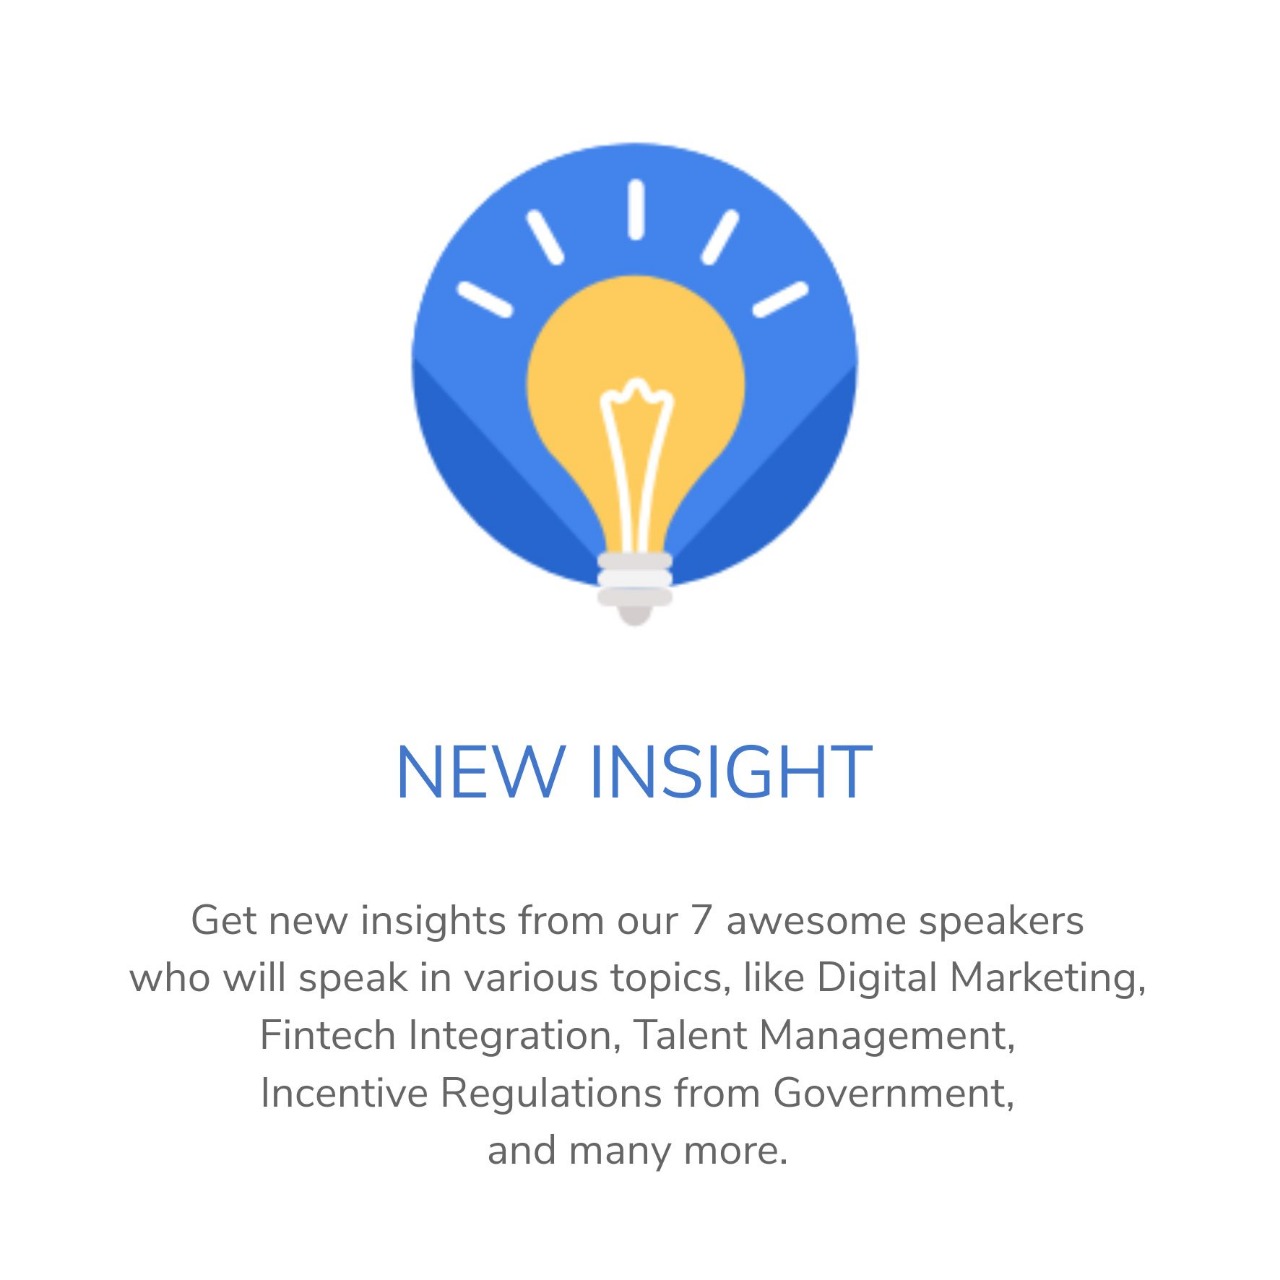 NEW INSIGHT
Get new insights from our 7 awesome speakers
who will speak in various topics, like Digital Marketing,
Fintech Integration, Talent Management,
Incentive Regulations from Government,
and many more.